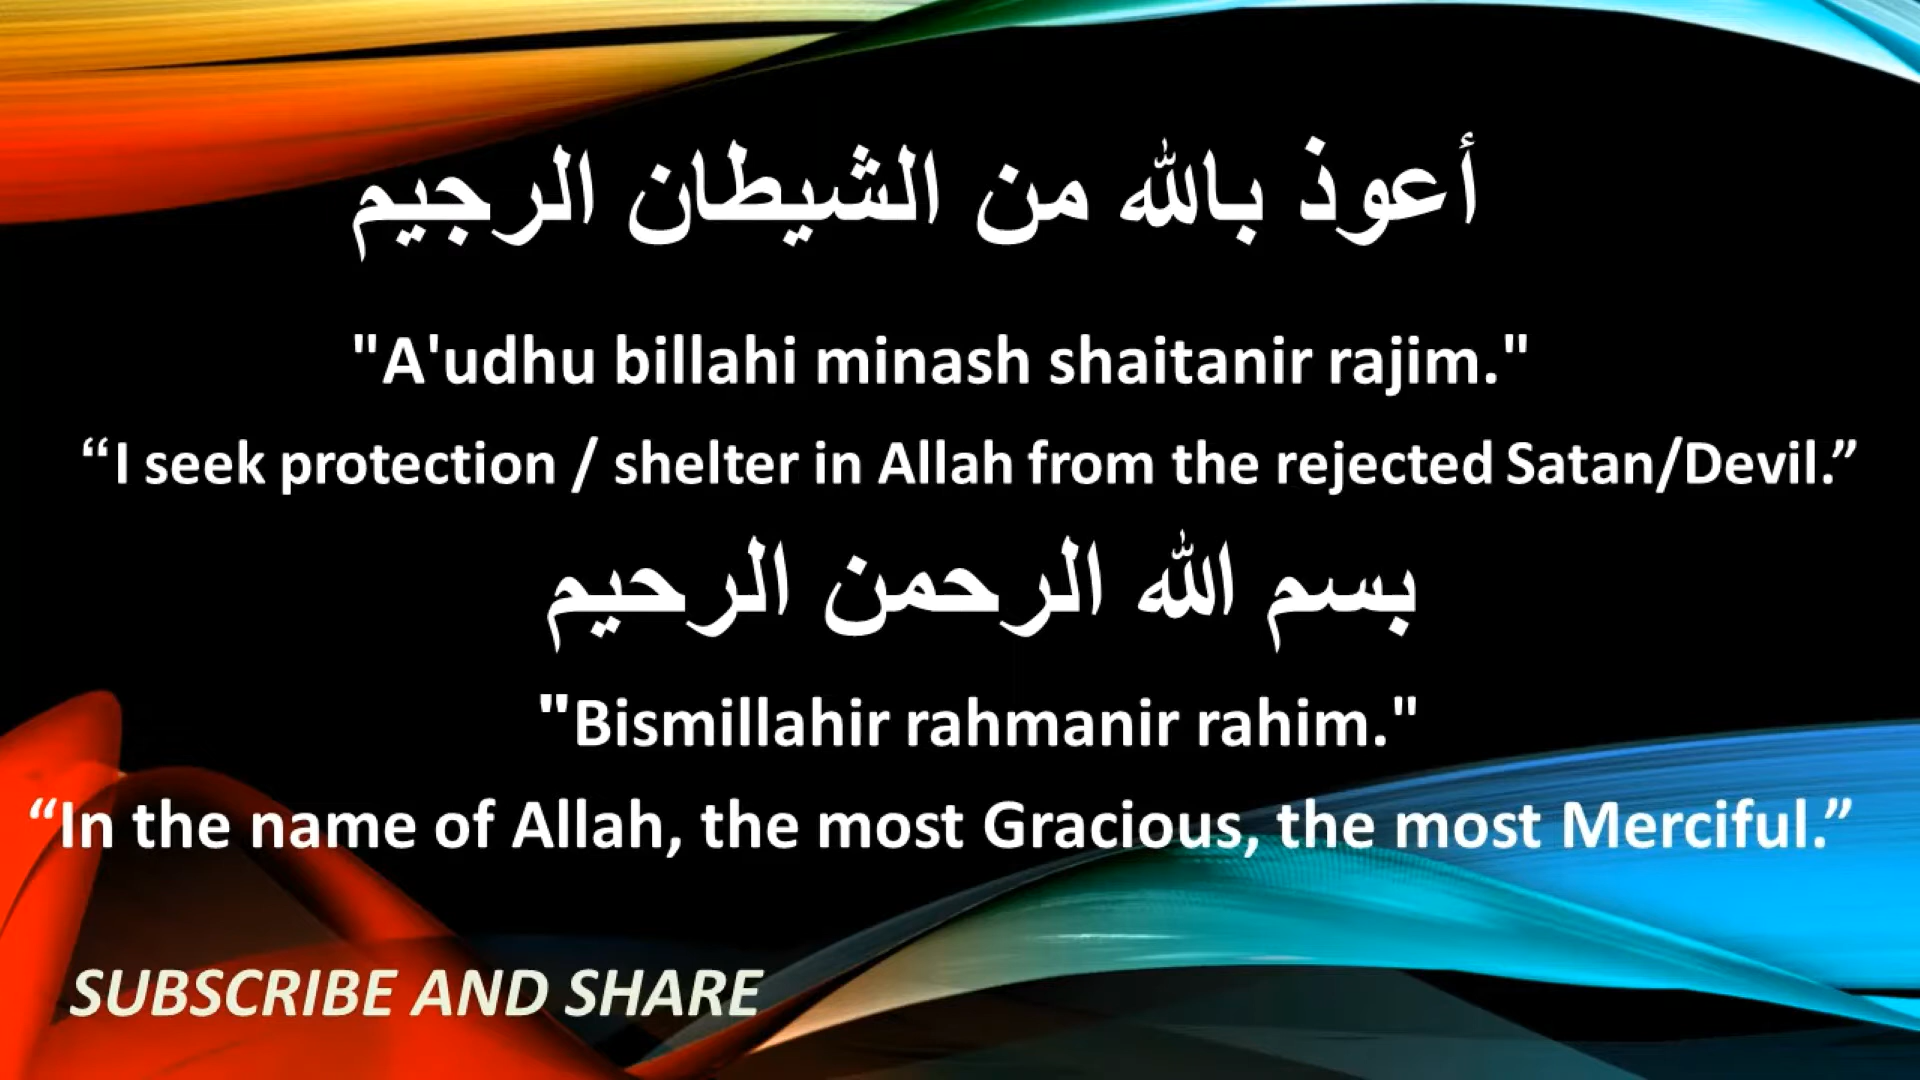 أعوذ بالله من الشيطان الرجيم
"A'udhu billahi minash shaitanir rajim."
“I seek protection / shelter in Allah from the rejected Satan/Devil.”
بسم الله الرحمن الرحيم
"Bismillahir rahmanir rahim."
“In the name of Allah, the most Gracious, the most Merciful.”
SUBSCRIBE AND SHARE